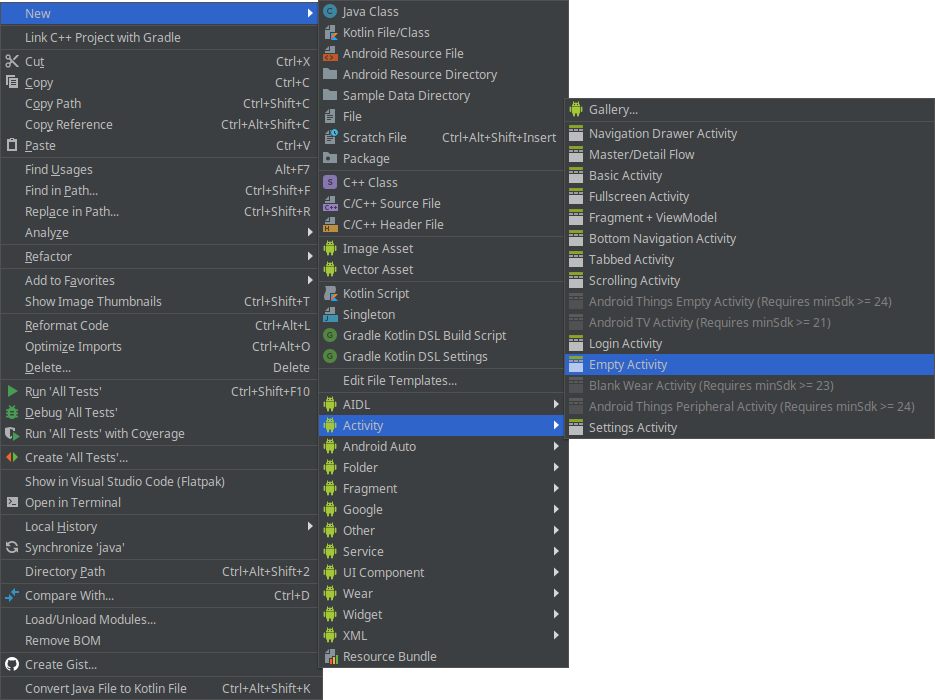 New
Link C++ Project with Gradle
Cut Ctrl+X
Copy Ctrl+C
Copy Path Ctrl+Shift+C
Copy Reference Ctrl+Alt+Shift+C
Paste Ctrl+V
Find Usages Alt+F7
Find in Path... Ctrl+Shift+F
Replace in Path... Ctrl+Shift+R
Analyze
Refactor
Add to Favorites
Show Image Thumbnails Ctrl+Shift+T
Reformat Code Ctrl+Alt+L
Optimize Imports Ctrl+Alt+O
Delete... Delete
Run 'All Tests' Ctrl+Shift+F10
Debug 'All Tests'
Run 'All Tests' with Coverage
Create 'All Tests'...
Show in Visual Studio Code (Flatpak)
Open in Terminal
Local History
Synchronize 'java'
Directory Path Ctrl+Alt+Shift+2
Compare With... Ctrl+D
Load/Unload Modules...
Remove BOM
Create Gist...
Convert Java File to Kotlin File Ctrl+Alt+Shift+K
Java Class
Kotlin File/Class
Android Resource File
Android Resource Directory
Sample Data Directory
File
Scratch File Ctrl+Alt+Shift+Insert
Package
C++ Class
C/C++ Source File
C/C++ Header File
Image Asset
Vector Asset
Kotlin Script
Singleton
Gradle Kotlin DSL Build Script
Gradle Kotlin DSL Settings
Edit File Templates...
AIDL
Activity
Android Auto
Folder
Fragment
Google
Other
Service
UI Component
Wear
Widget
XML
Resource Bundle
Gallery...
Navigation Drawer Activity
Master/Detail Flow
Basic Activity
Fullscreen Activity
Fragment + ViewModel
Bottom Navigation Activity
Tabbed Activity
Scrolling Activity
Android Things Empty Activity (Requires minSdk >= 24)
Android TV Activity (Requires minSdk >= 21)
Login Activity
Empty Activity
Blank Wear Activity (Requires minSdk >= 23)
Android Things Peripheral Activity (Requires minSdk >= 24)
Settings Activity